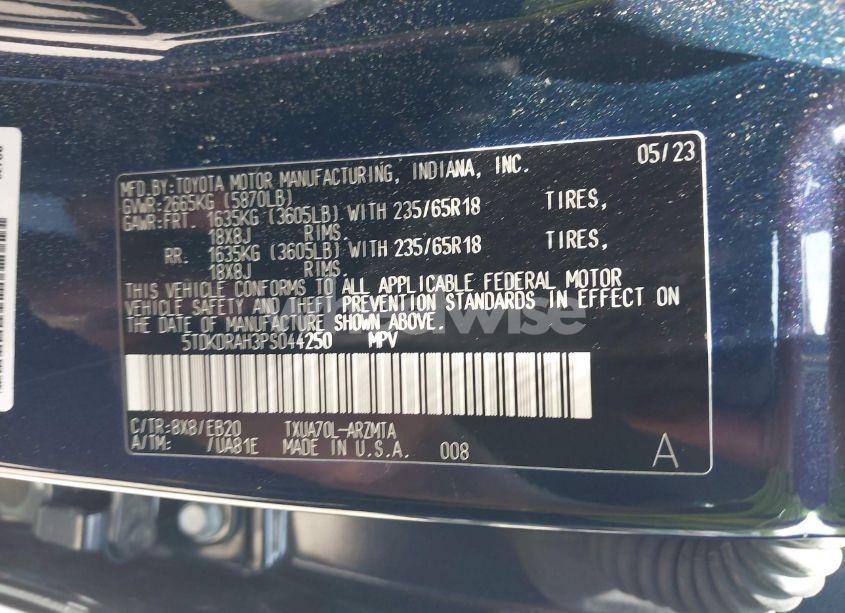 MFD.BY:TOYOTA MOTOR MANUFACTURING, INDIANA, INC. 05/23
GVWR:2665KG (5870LB)
GAWR:FRT. 1635KG (3605LB) WITH 235/65R18 TIRES,
18X8J RIMS.
RR. 1635KG (3605LB) WITH 235/65R18 TIRES,
18X8J RIMS.
THIS VEHICLE CONFORMS TO ALL APPLICABLE FEDERAL MOTOR
VEHICLE SAFETY AND THEFT PREVENTION STANDARDS IN EFFECT ON
THE DATE OF MANUFACTURE SHOWN ABOVE.
5TDKDRAH3PS044250 MPV
C/TR:8X8/EB20 TXUA70L-ARZMTA
A/TM: /UA81E MADE IN U.S.A. 008 A